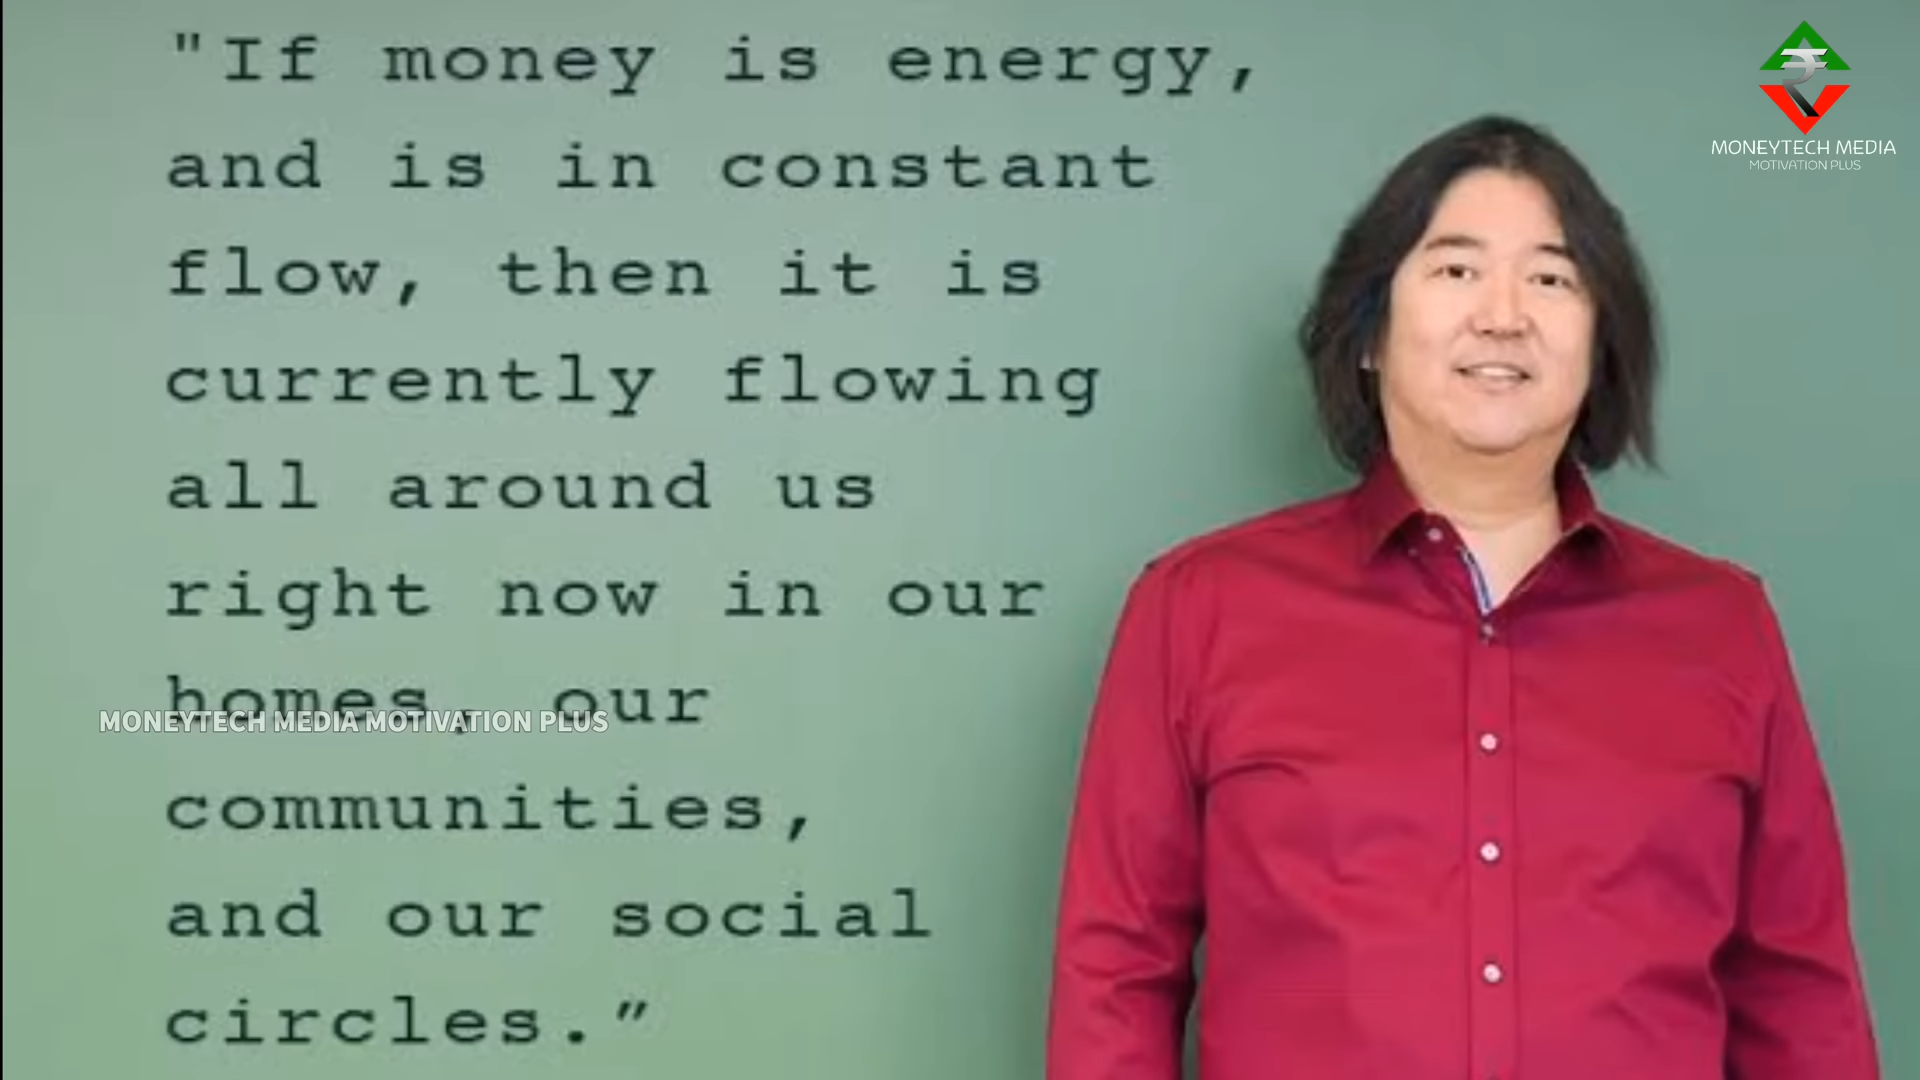 "If money is energy,
and is in constant
flow, then it is
currently flowing
all around us
right now in our
homes, our
communities,
and our social
circles.”
MONEYTECH MEDIA
MOTIVATION PLUS
MONEYTECH MEDIA MOTIVATION PLUS